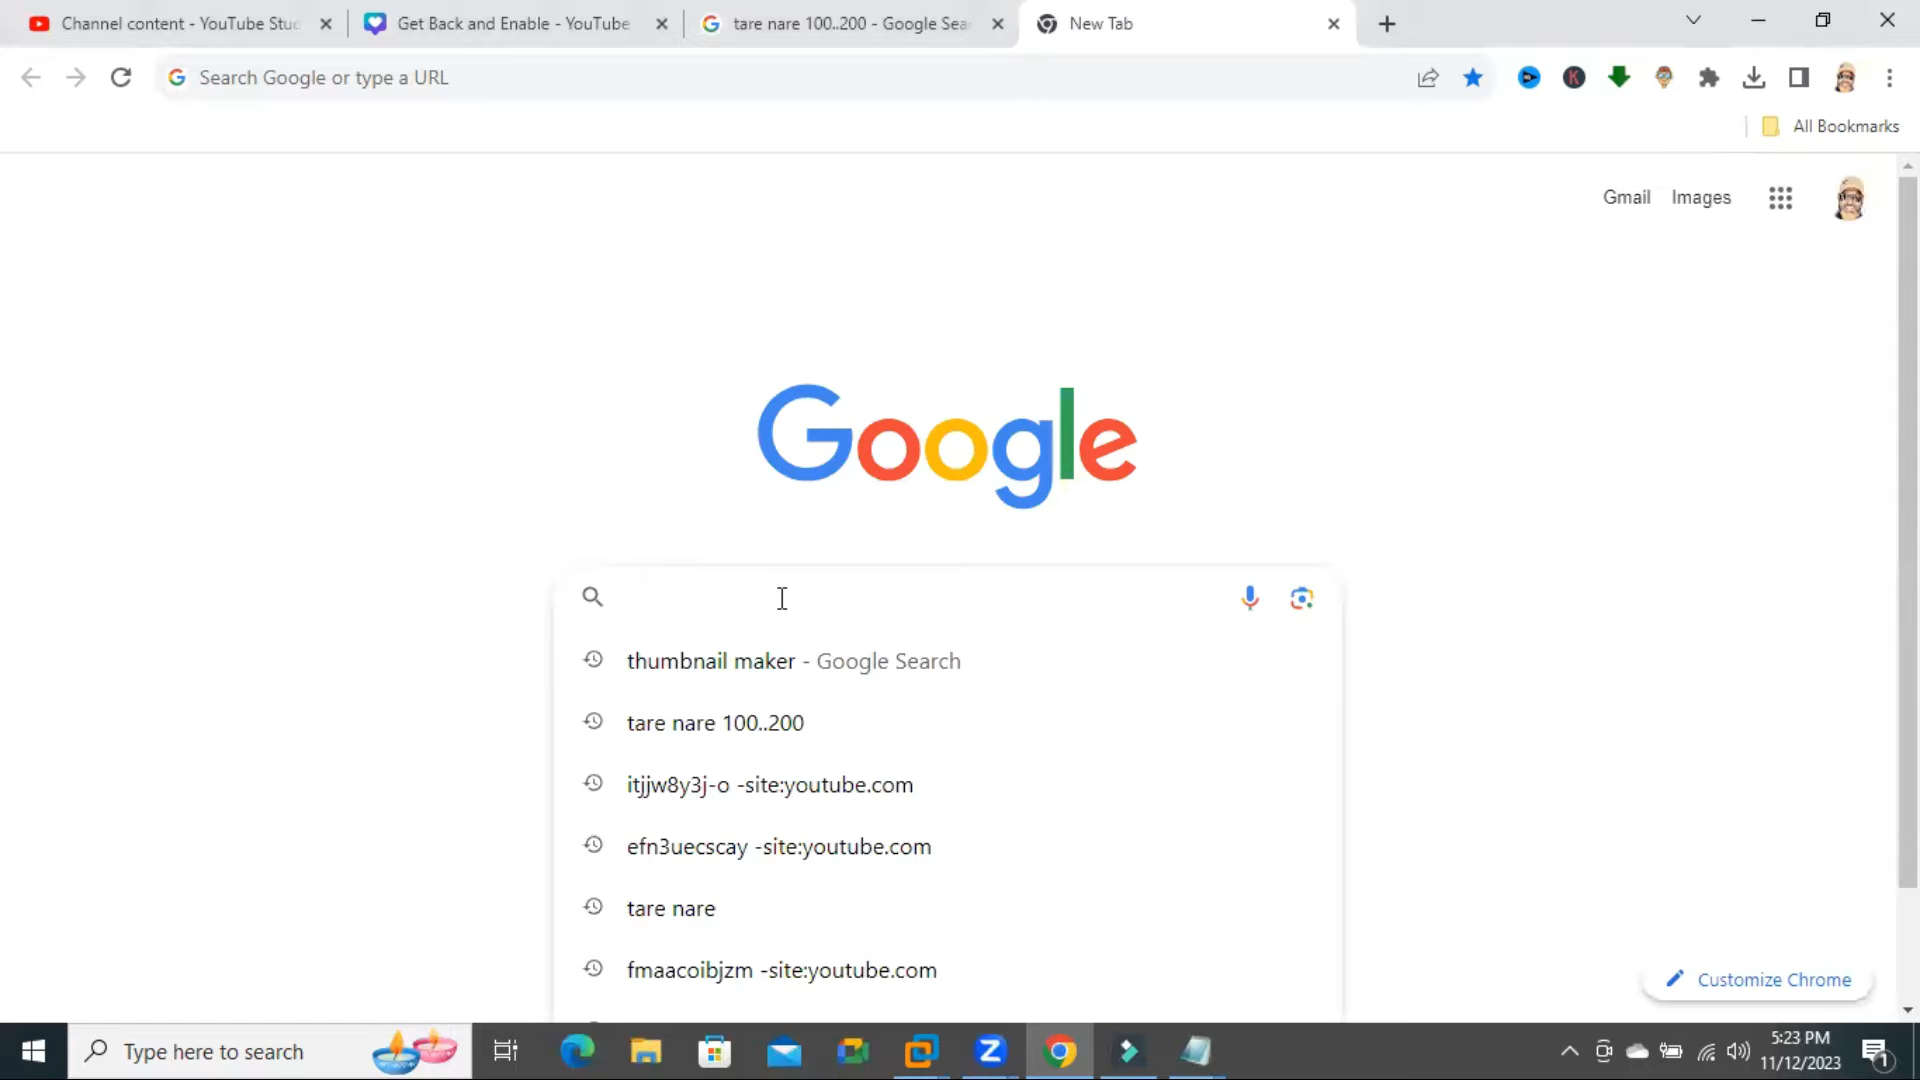 Channel content - YouTube Stu
Get Back and Enable - YouTube
tare nare 100..200 - Google Sea
New Tab
Search Google or type a URL
All Bookmarks
Gmail
Images
Google
thumbnail maker - Google Search
tare nare 100..200
itjjw8y3j-o -site:youtube.com
efn3uecscay -site:youtube.com
tare nare
fmaacoibjzm -site:youtube.com
Customize Chrome
Type here to search
5:23 PM
11/12/2023
1